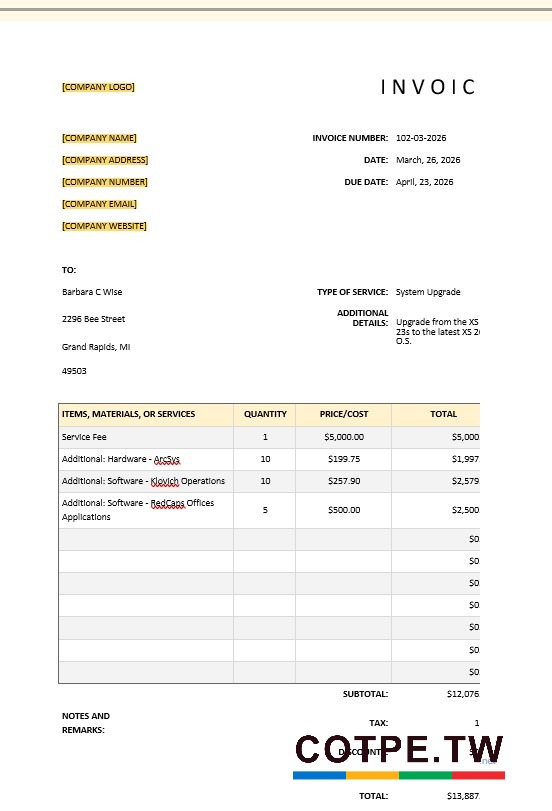 [COMPANY LOGO]
INVOIC
[COMPANY NAME]
INVOICE NUMBER: 102-03-2026
[COMPANY ADDRESS]
DATE: March, 26, 2026
[COMPANY NUMBER]
DUE DATE: April, 23, 2026
[COMPANY EMAIL]
[COMPANY WEBSITE]
TO:
Barbara C Wise
TYPE OF SERVICE: System Upgrade
2296 Bee Street
ADDITIONAL
DETAILS:
Upgrade from the XS
23s to the latest XS 2
O.S.
Grand Rapids, MI
49503
ITEMS, MATERIALS, OR SERVICES QUANTITY PRICE/COST TOTAL
Service Fee 1 $5,000.00 $5,000.
Additional: Hardware - ArcSys 10 $199.75 $1,997.
Additional: Software - Klovich Operations 10 $257.90 $2,579.
Additional: Software - RedCaps Offices
Applications 5 $500.00 $2,500.
$0.
$0.
$0.
$0.
$0.
$0.
$0.
SUBTOTAL: $12,076.
NOTES AND
REMARKS:
TAX: 1
DISCOUNT:
COTPE.TW
TOTAL: $13,887.